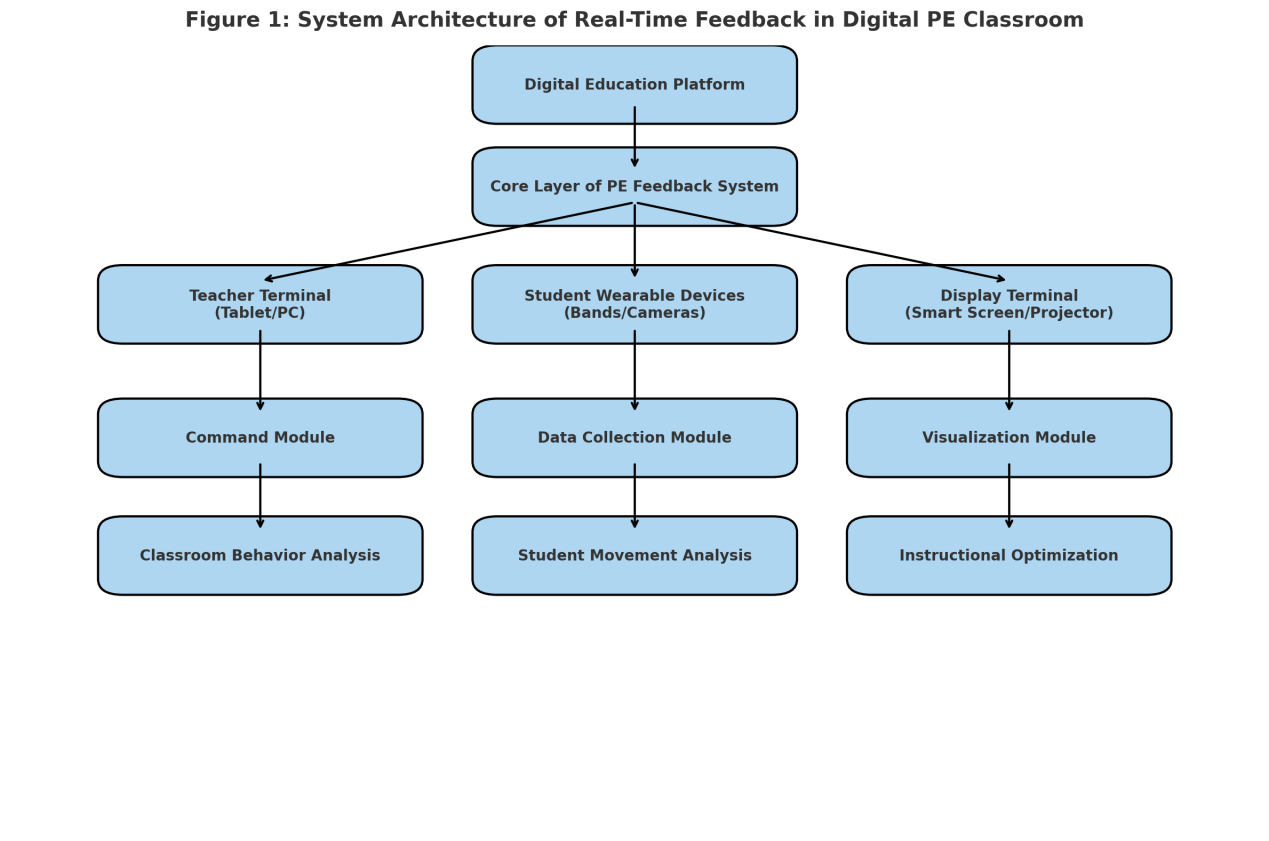 Figure 1: System Architecture of Real-Time Feedback in Digital PE Classroom
Digital Education Platform
Core Layer of PE Feedback System
Teacher Terminal
(Tablet/PC)
Student Wearable Devices
(Bands/Cameras)
Display Terminal
(Smart Screen/Projector)
Command Module
Data Collection Module
Visualization Module
Classroom Behavior Analysis
Student Movement Analysis
Instructional Optimization